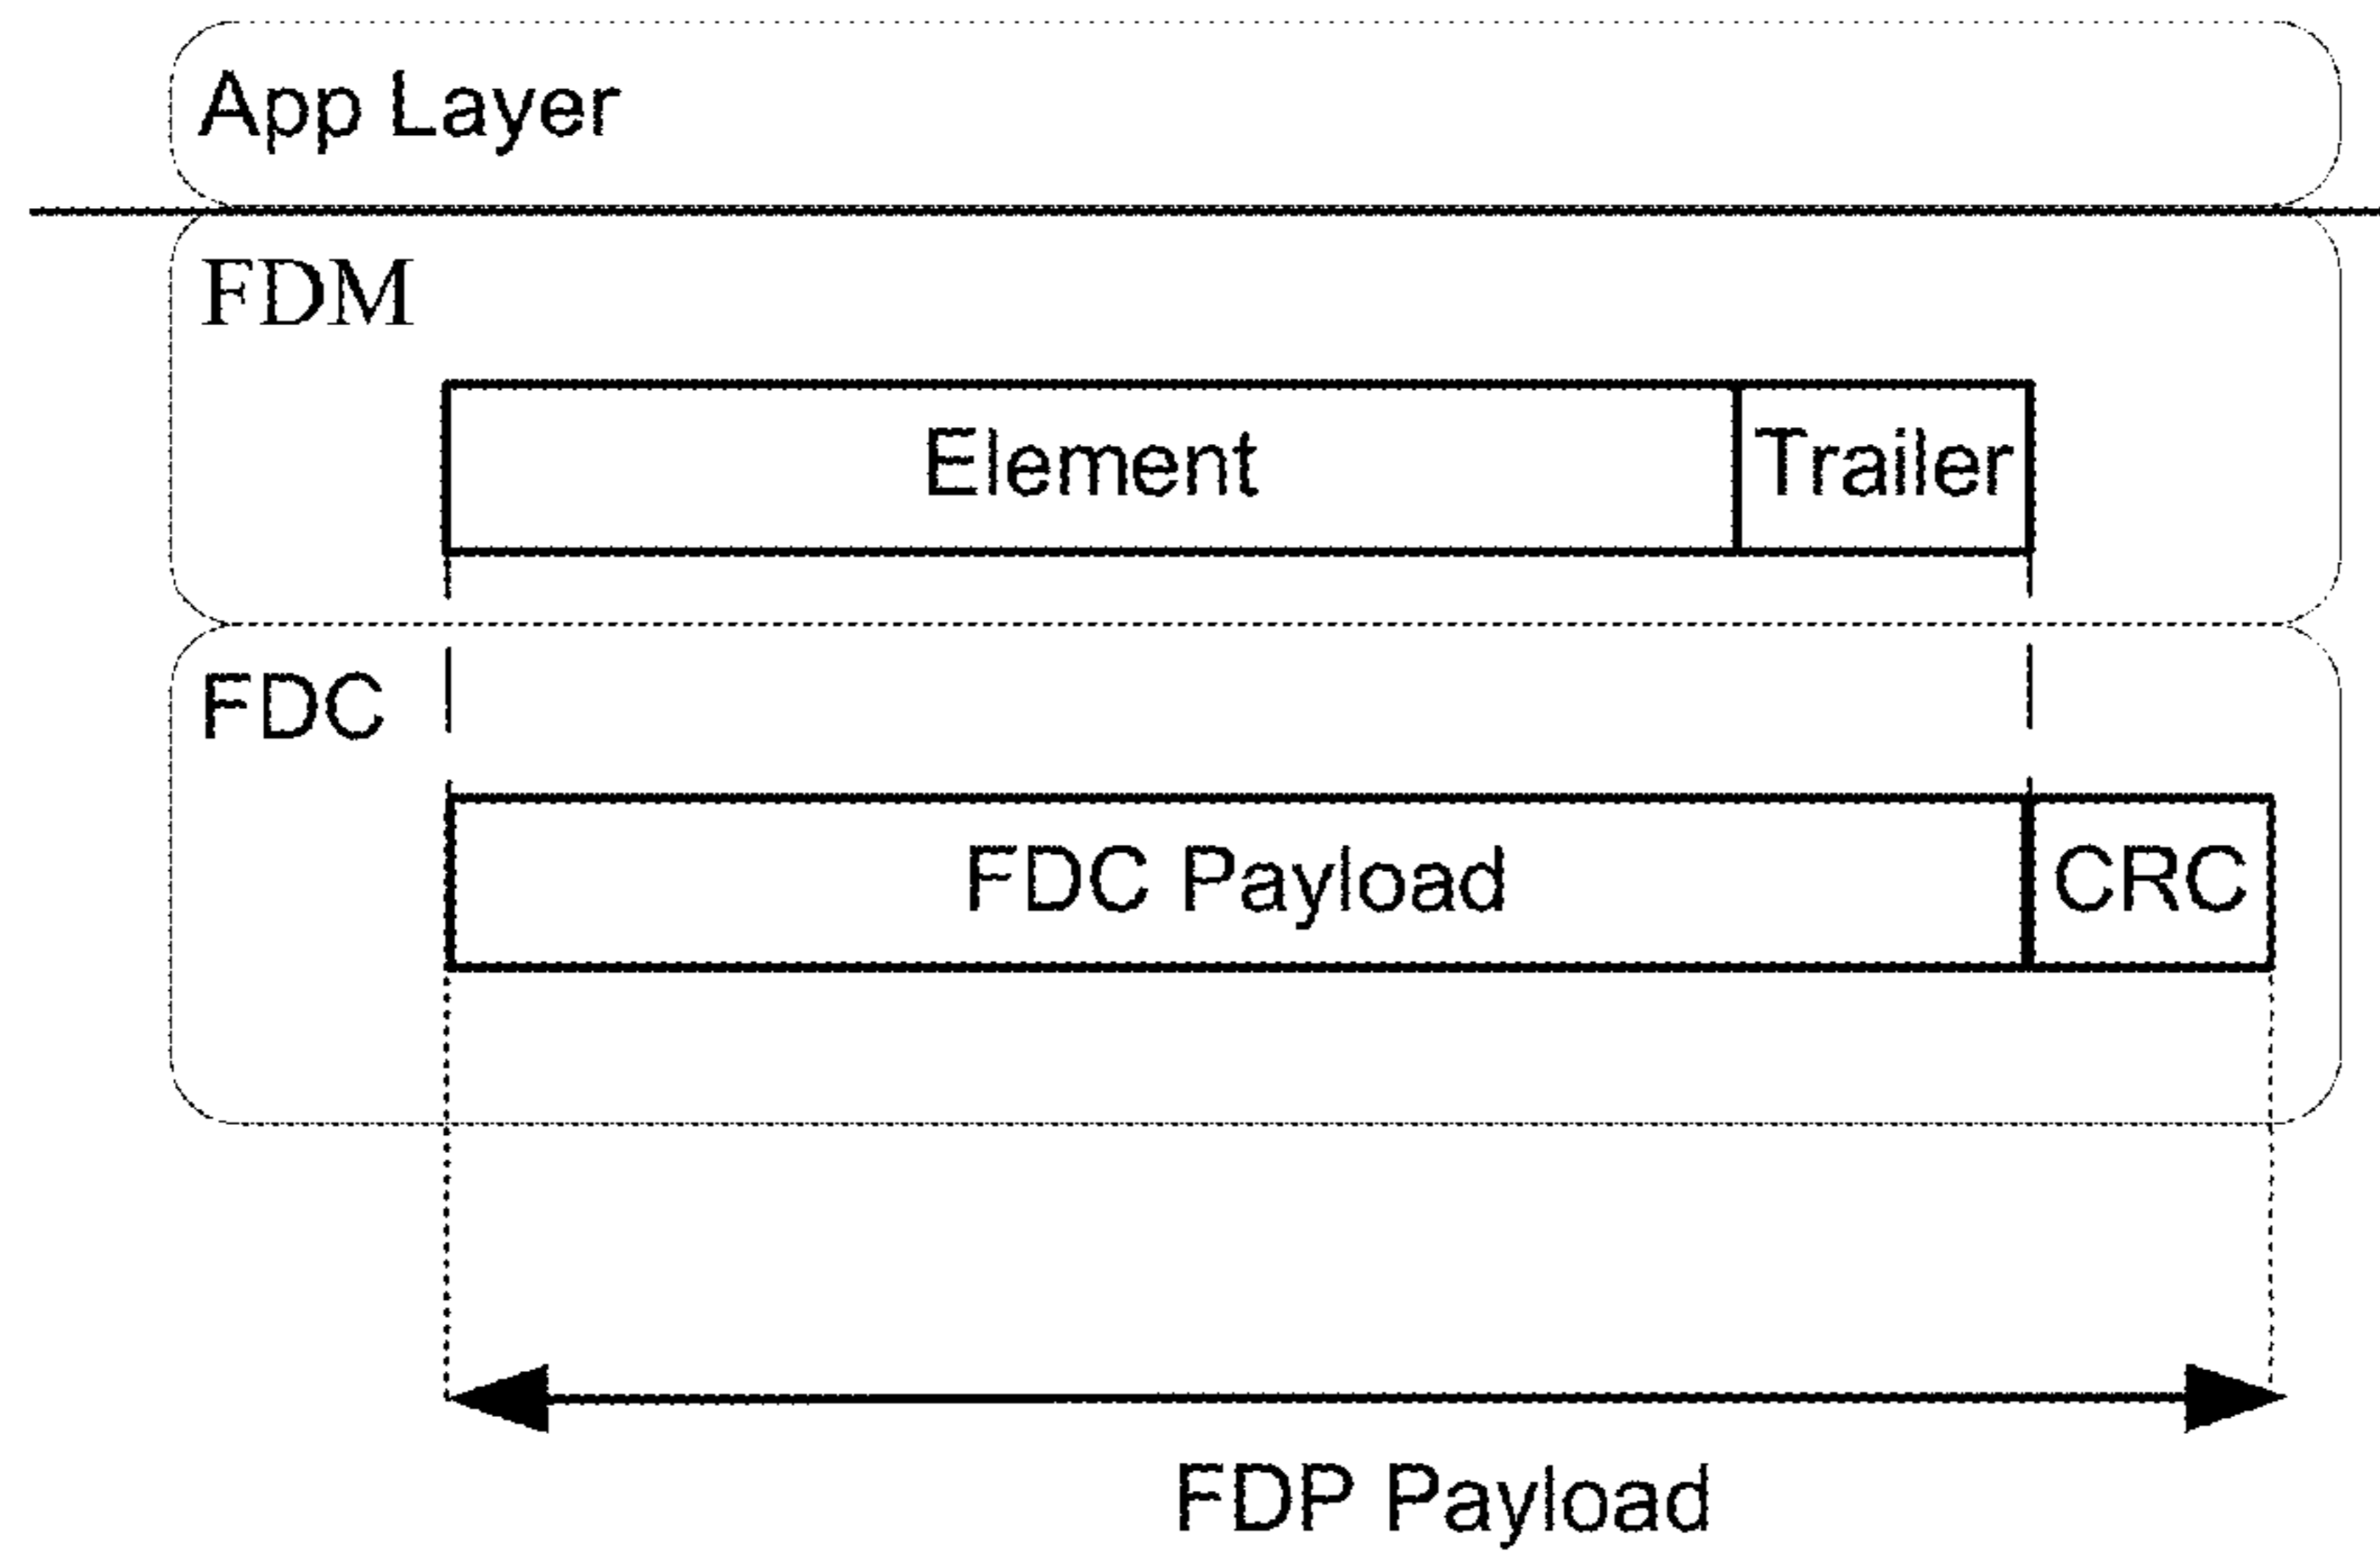 App Layer
FDM
Element Trailer
FDC
FDC Payload CRC
FDP Payload